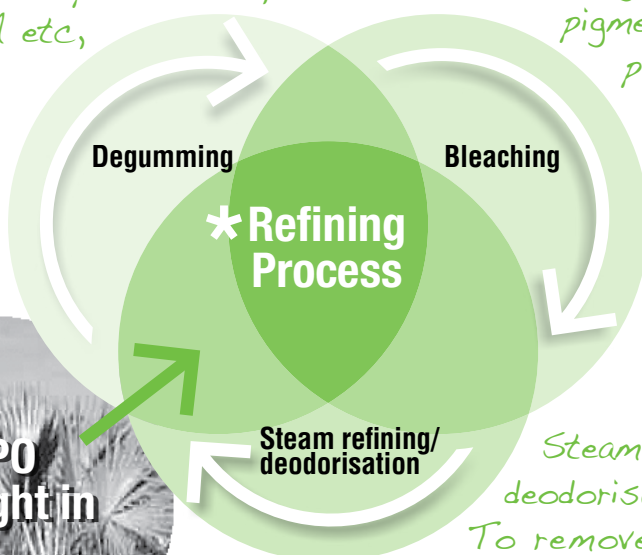 etc,
pigme
p
Degumming
Bleaching
*Refining
Process
PO
ght in
Steam refining/
deodorisation
Steam
deodoris
To remove